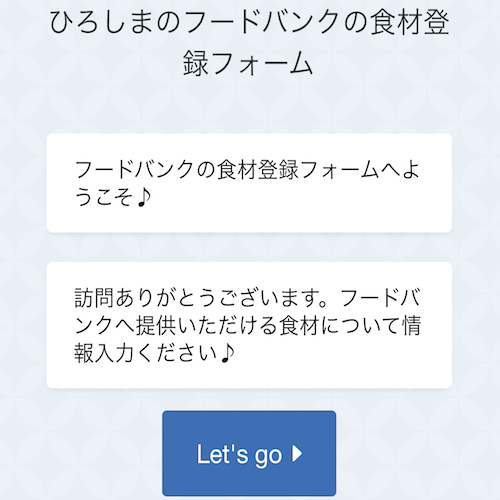 ひろしまのフードバンクの食材登
録フォーム
フードバンクの食材登録フォームへよ
うこそ♪
訪問ありがとうございます。フードバ
ンクへ提供いただける食材について情
報入力ください♪
Let's go